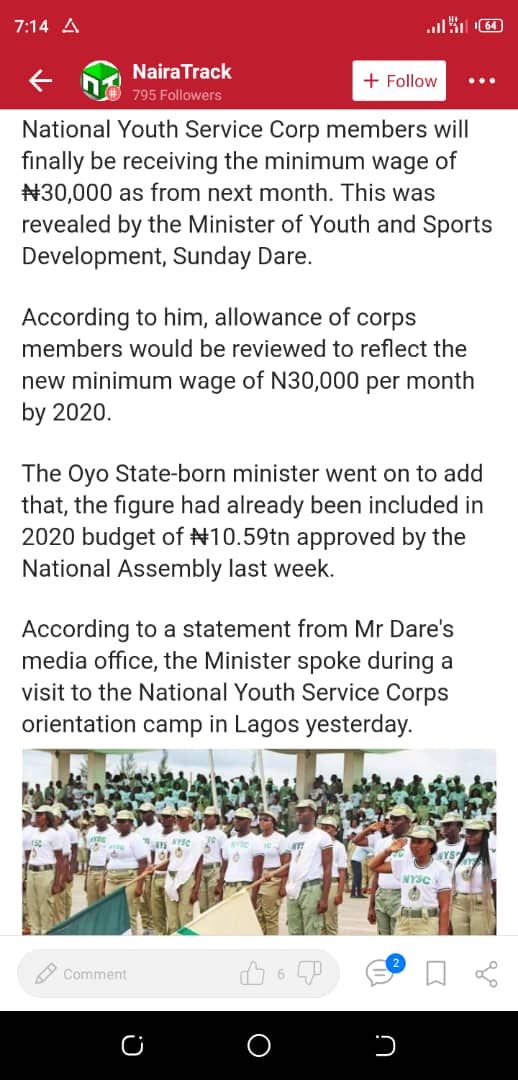 7:14
64
NairaTrack
795 Followers
+ Follow
National Youth Service Corp members will
finally be receiving the minimum wage of
₦30,000 as from next month. This was
revealed by the Minister of Youth and Sports
Development, Sunday Dare.
According to him, allowance of corps
members would be reviewed to reflect the
new minimum wage of N30,000 per month
by 2020.
The Oyo State-born minister went on to add
that, the figure had already been included in
2020 budget of ₦10.59tn approved by the
National Assembly last week.
According to a statement from Mr Dare's
media office, the Minister spoke during a
visit to the National Youth Service Corps
orientation camp in Lagos yesterday.
NYSC
NYSC
NYSC
Comment
6
2